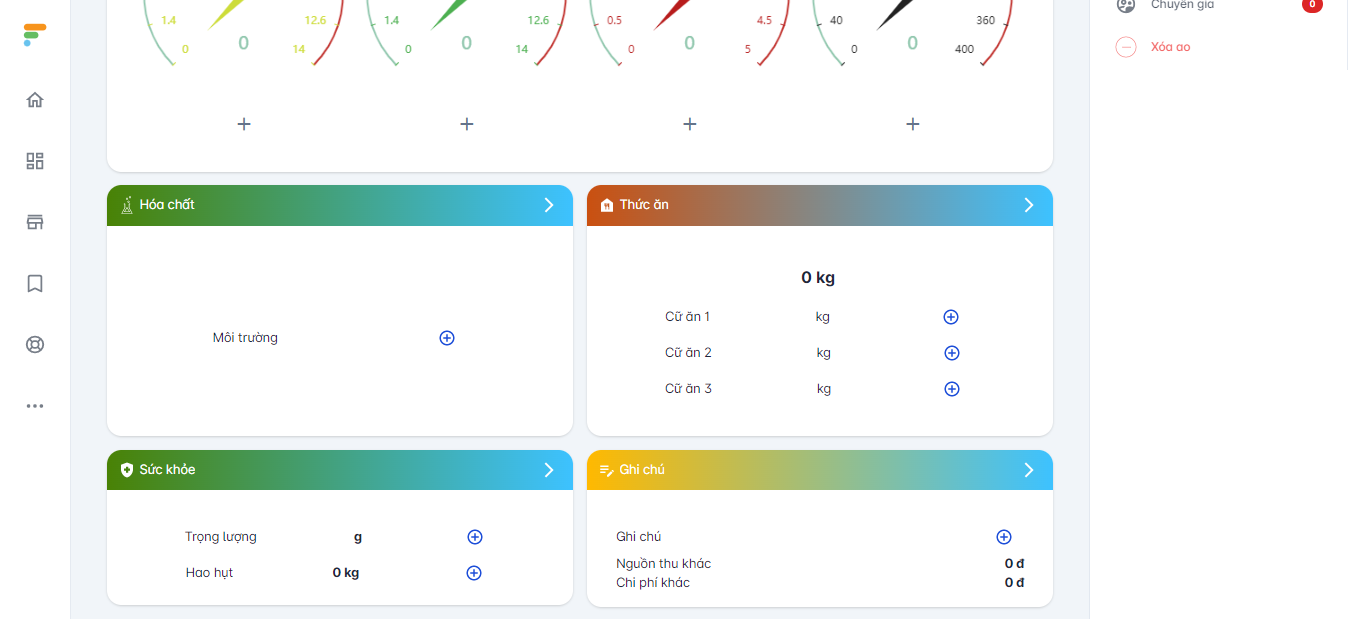 1.4 12.6 1.4 12.6 0.5 4.5 40 360
0 0 14 0 0 14 0 0 5 0 0 400
Chuyên gia 0
Xóa ao
Hóa chất
Môi trường
Thức ăn
0 kg
Cữ ăn 1 kg
Cữ ăn 2 kg
Cữ ăn 3 kg
Sức khỏe
Trọng lượng g
Hao hụt 0 kg
Ghi chú
Ghi chú
Nguồn thu khác 0 đ
Chi phí khác 0 đ